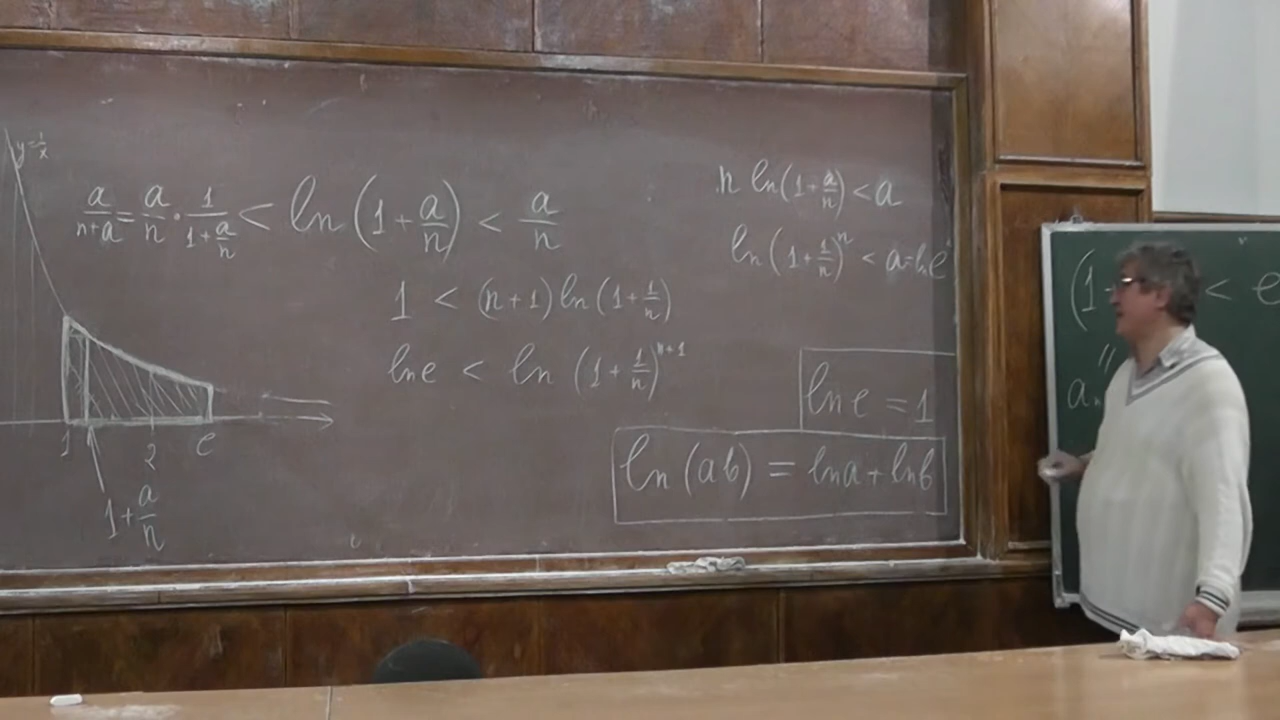 y=1/x
a/(n+a) = a/n · 1/(1+a/n) < ln(1+a/n) < a/n
1 < (n+1) ln(1+1/n)
ln e < ln(1+1/n)^(n+1)
1 2 e
1+a/n
n ln(1+a/n) < a
ln(1+1/n)^n < a=ln e
ln e = 1
ln(ab) = ln a + ln b
(1+ < e
"
a_n